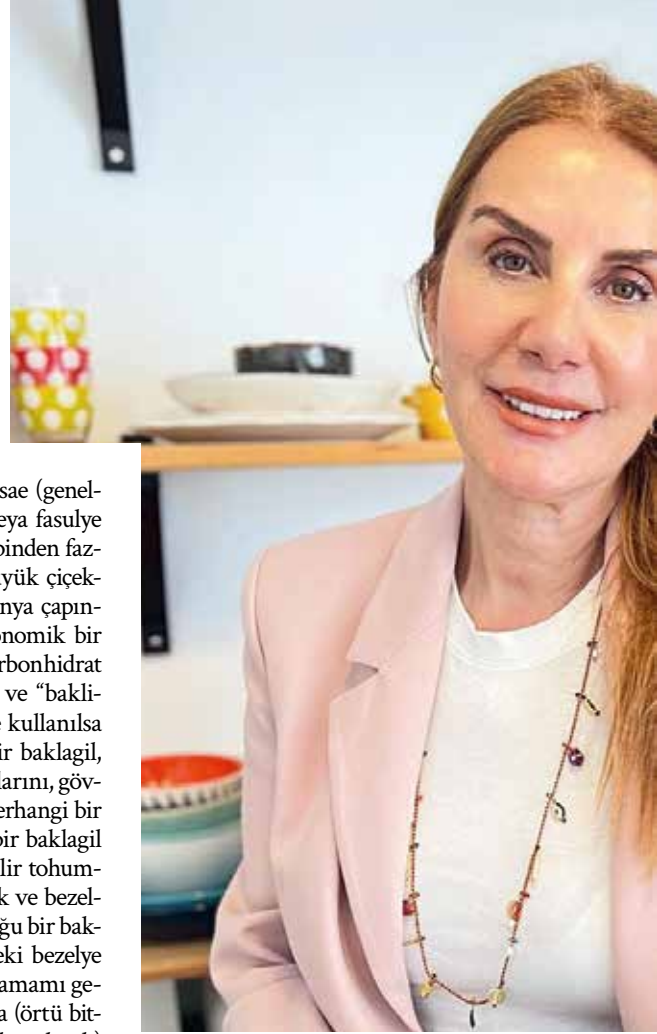 sae (genel-
eya fasulye
binden faz-
yük çiçek-
nya çapın-
onomik bir
rbonhidrat
ve “bakli-
e kullanılsa
ir baklagil,
larını, göv-
erhangi bir
bir baklagil
lir tohum-
k ve bezel-
ğu bir bak-
eki bezelye
amamı ge-
a (örtü bit-